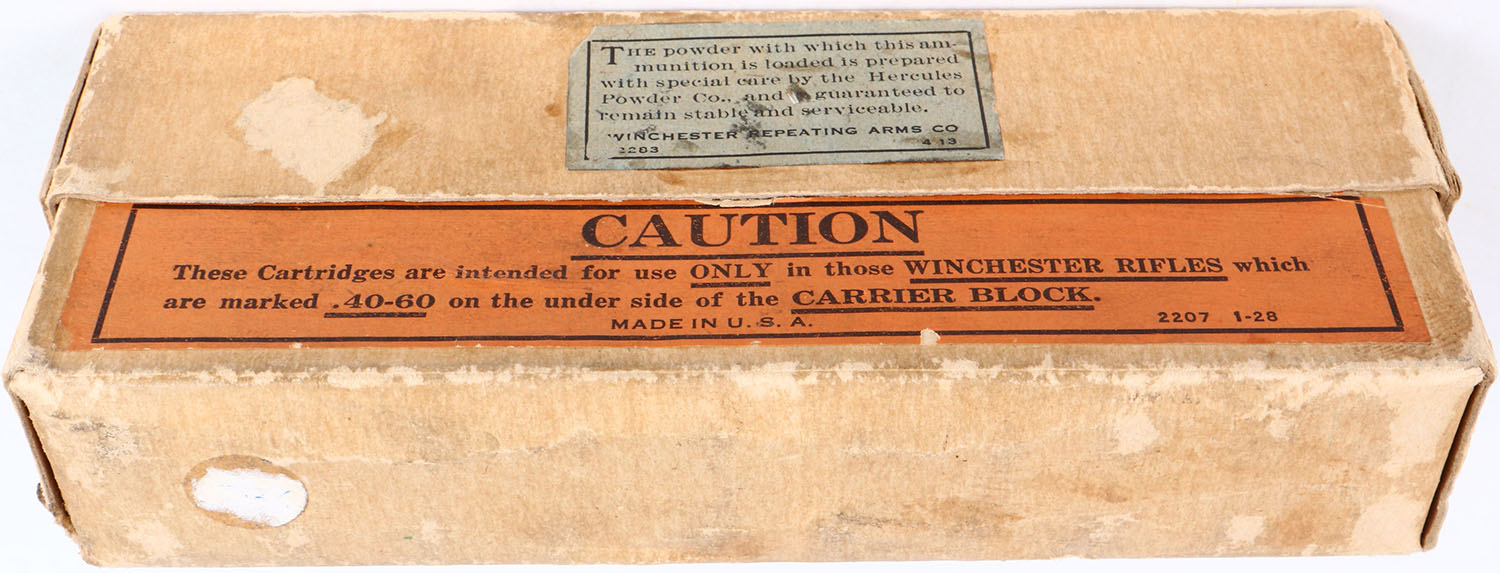 THE powder with which this am-
munition is loaded is prepared
with special care by the Hercules
Powder Co., and guaranteed to
remain stable and serviceable.
WINCHESTER REPEATING ARMS CO
2283 4 13
CAUTION
These Cartridges are intended for use ONLY in those WINCHESTER RIFLES which
are marked .40-60 on the under side of the CARRIER BLOCK.
MADE IN U. S. A. 2207 1-28